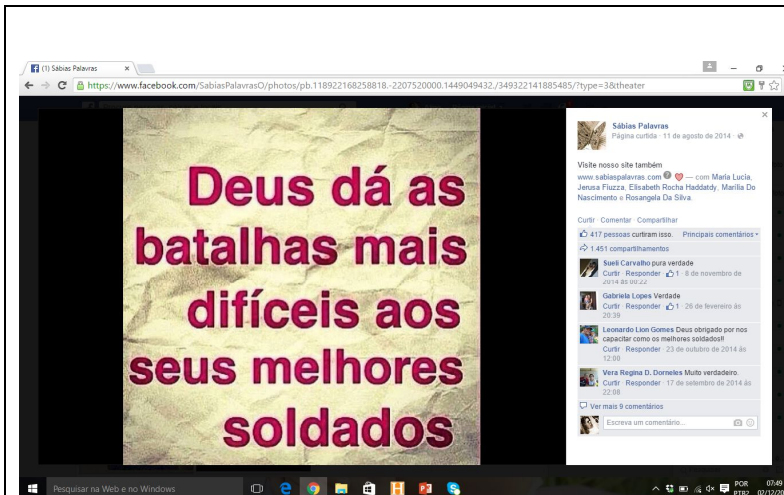 (1) Sábias Palavras
https://www.facebook.com/SabiasPalavrasO/photos/pb.118922168258818.-2207520000.1449049432./349322141885485/?type=3&theater
Deus dá as
batalhas mais
difíceis aos
seus melhores
soldados
Sábias Palavras
Página curtida · 11 de agosto de 2014 ·
Visite nosso site também
www.sabiaspalavras.com — com Maria Lucia,
Jerusa Fiuzza, Elisabeth Rocha Haddatdy, Marília Do
Nascimento e Rosangela Da Silva.
Curtir · Comentar · Compartilhar
417 pessoas curtiram isso. Principais comentários
1.451 compartilhamentos
Sueli Carvalho pura verdade
Curtir · Responder · 1 · 8 de novembro de
2014 às 00:22
Gabriela Lopes Verdade
Curtir · Responder · 1 · 26 de fevereiro às
20:39
Leonardo Lion Gomes Deus obrigado por nos
capacitar como os melhores soldados!!
Curtir · Responder · 23 de outubro de 2014 às
12:00
Vera Regina D. Dorneles Muito verdadeiro.
Curtir · Responder · 17 de setembro de 2014 às
22:08
Ver mais 9 comentários
Escreva um comentário...
Pesquisar na Web e no Windows
POR
PTB2
07:49